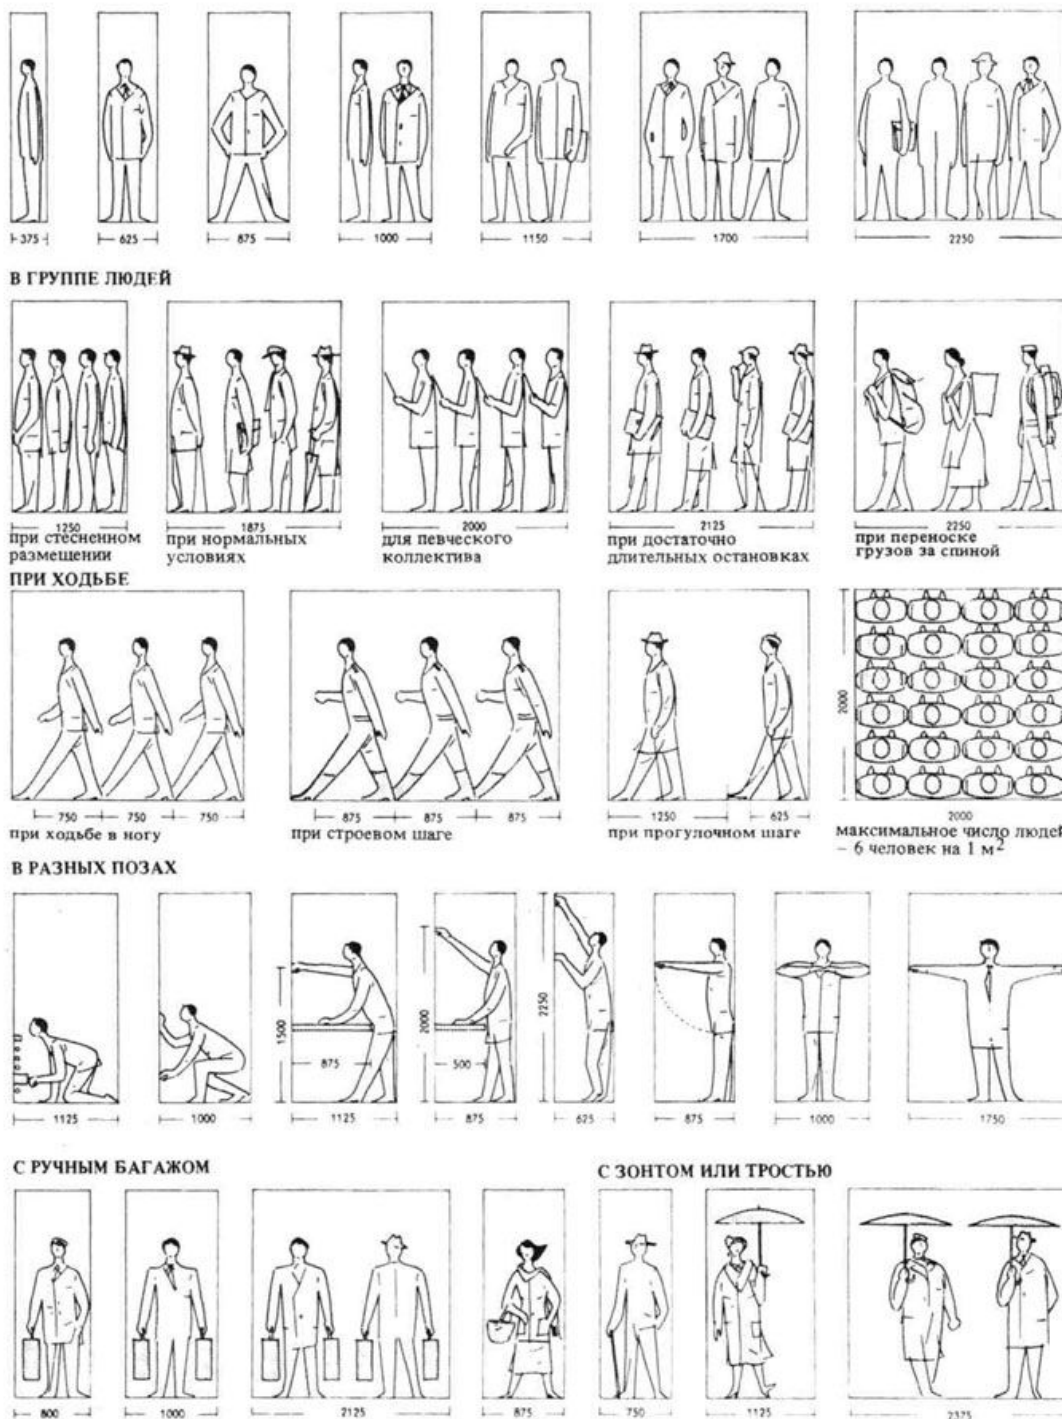 375 625 875 1000 1150 1700 2250
В ГРУППЕ ЛЮДЕЙ
1250 1875 2000 2125 2250
при стесненном размещении
при нормальных условиях
для певческого коллектива
при достаточно длительных остановках
при переноске грузов за спиной
ПРИ ХОДЬБЕ
2000
750 750 750 875 875 875 1250 625 2000
при ходьбе в ногу
при строевом шаге
при прогулочном шаге
максимальное число людей
– 6 человек на 1 м²
В РАЗНЫХ ПОЗАХ
1500 875 2000 500 2250
1125 1000 1125 875 625 875 1000 1750
С РУЧНЫМ БАГАЖОМ
С ЗОНТОМ ИЛИ ТРОСТЬЮ
800 1000 2125 875 750 1125 2375